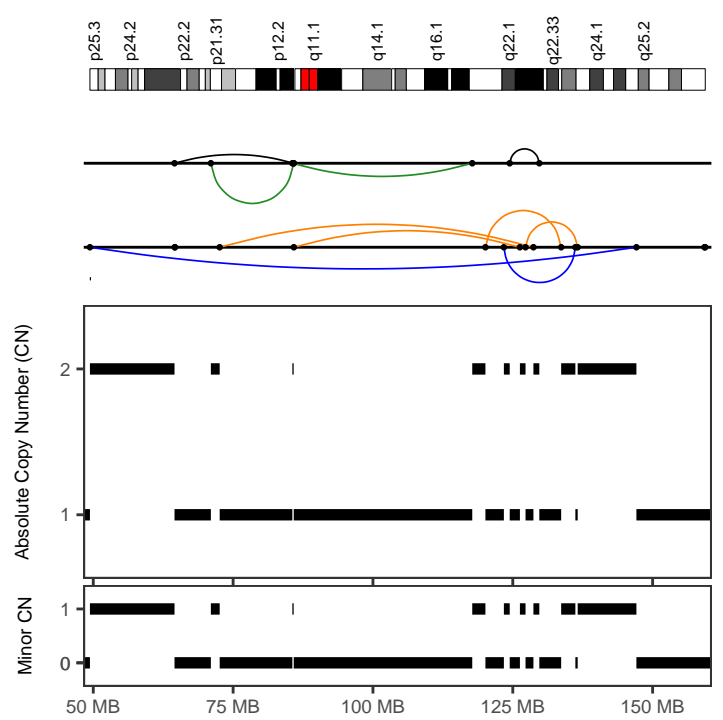 p25.3 p24.2 p22.2 p21.31 p12.2 q11.1 q14.1 q16.1 q22.1 q22.33 q24.1 q25.2
Absolute Copy Number (CN)
2
1
Minor CN
1
0
50 MB 75 MB 100 MB 125 MB 150 MB